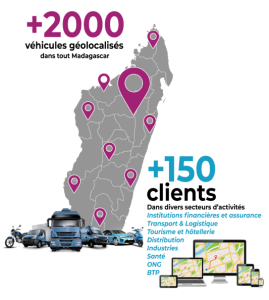 +2000
véhicules géolocalisés
dans tout Madagascar
+150
clients
Dans divers secteurs d'activités
Institutions financières et assurance
Transport & Logistique
Tourisme et hôtellerie
Distribution
Industries
Santé
ONG
BTP